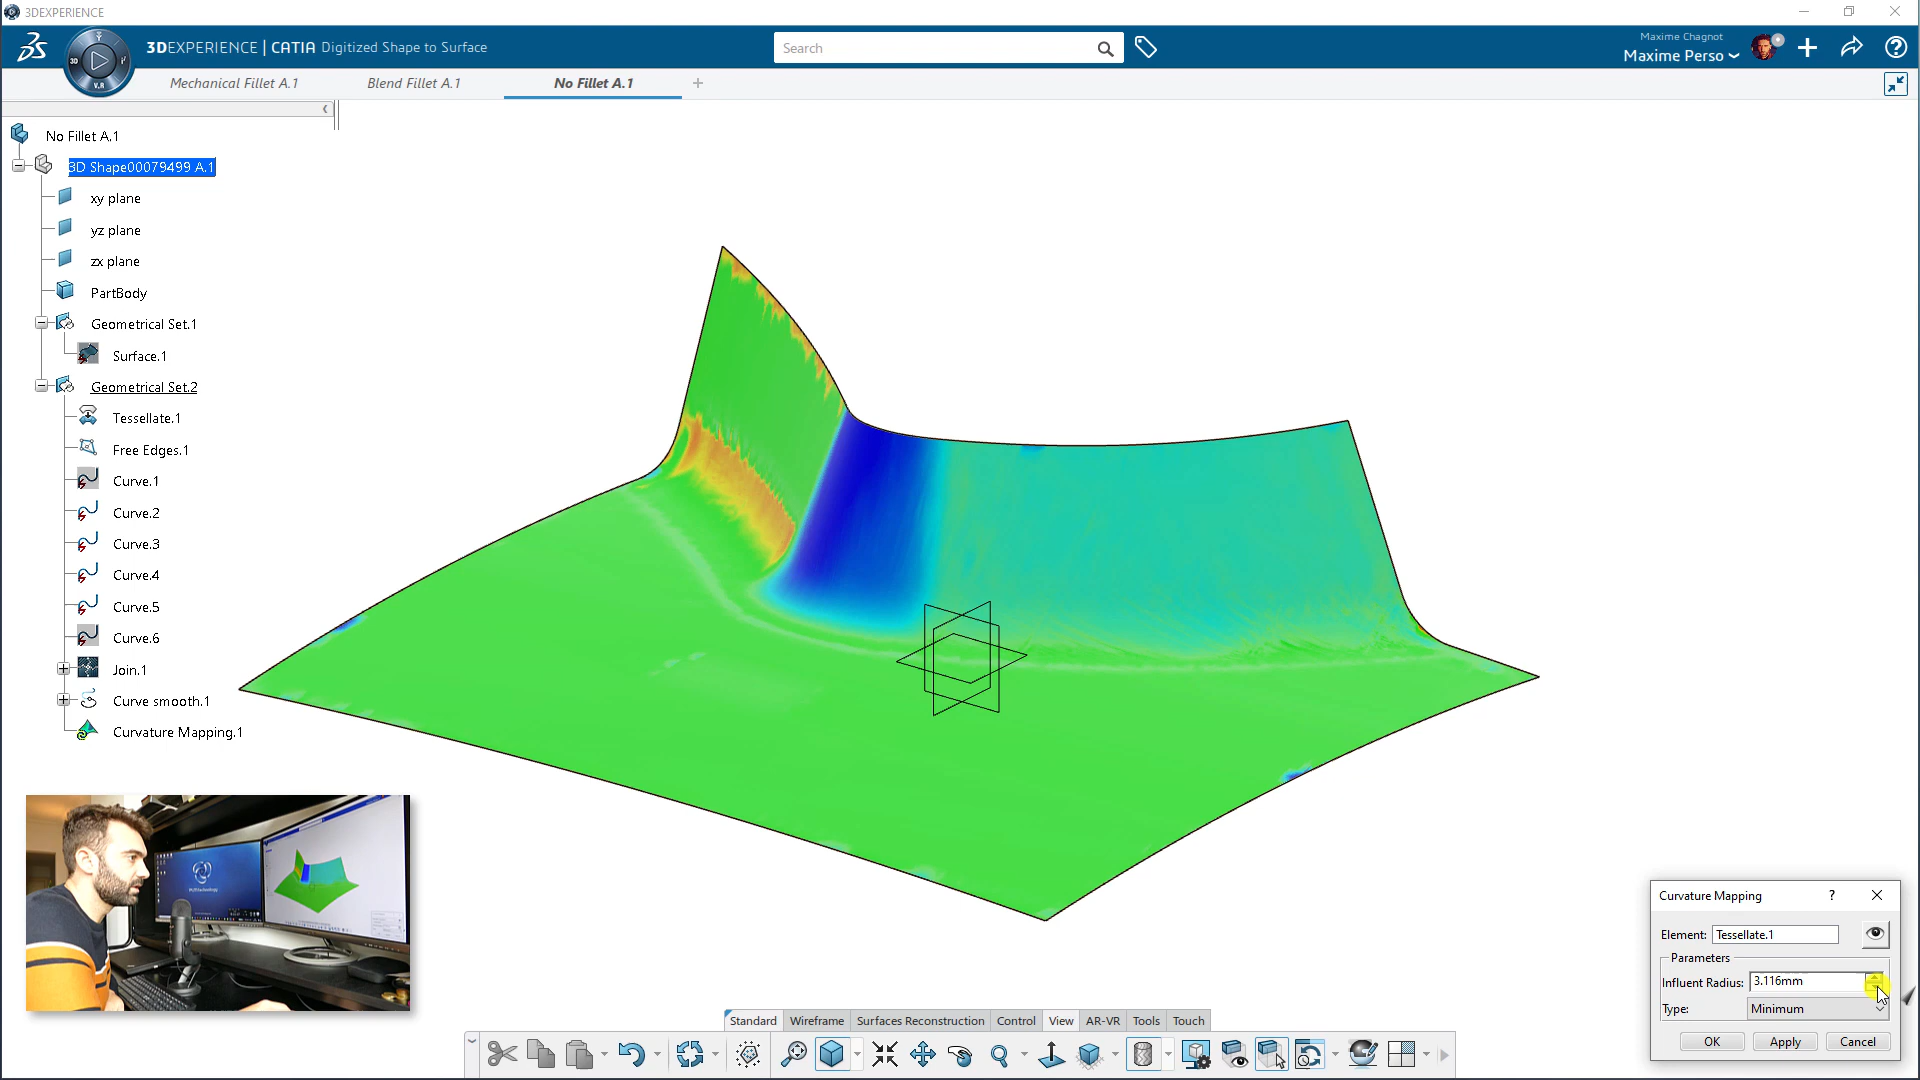 3DEXPERIENCE
3DEXPERIENCE | CATIA Digitized Shape to Surface
Search
Maxime Chagnot
Maxime Perso
3D
V.R
Mechanical Fillet A.1
Blend Fillet A.1
No Fillet A.1
No Fillet A.1
3D Shape00079499 A.1
xy plane
yz plane
zx plane
PartBody
Geometrical Set.1
Surface.1
Geometrical Set.2
Tessellate.1
Free Edges.1
Curve.1
Curve.2
Curve.3
Curve.4
Curve.5
Curve.6
Join.1
Curve smooth.1
Curvature Mapping.1
Curvature Mapping
?
Element: Tessellate.1
Parameters
Influent Radius: 3.116mm
Type: Minimum
OK
Apply
Cancel
Standard
Wireframe
Surfaces Reconstruction
Control
View
AR-VR
Tools
Touch